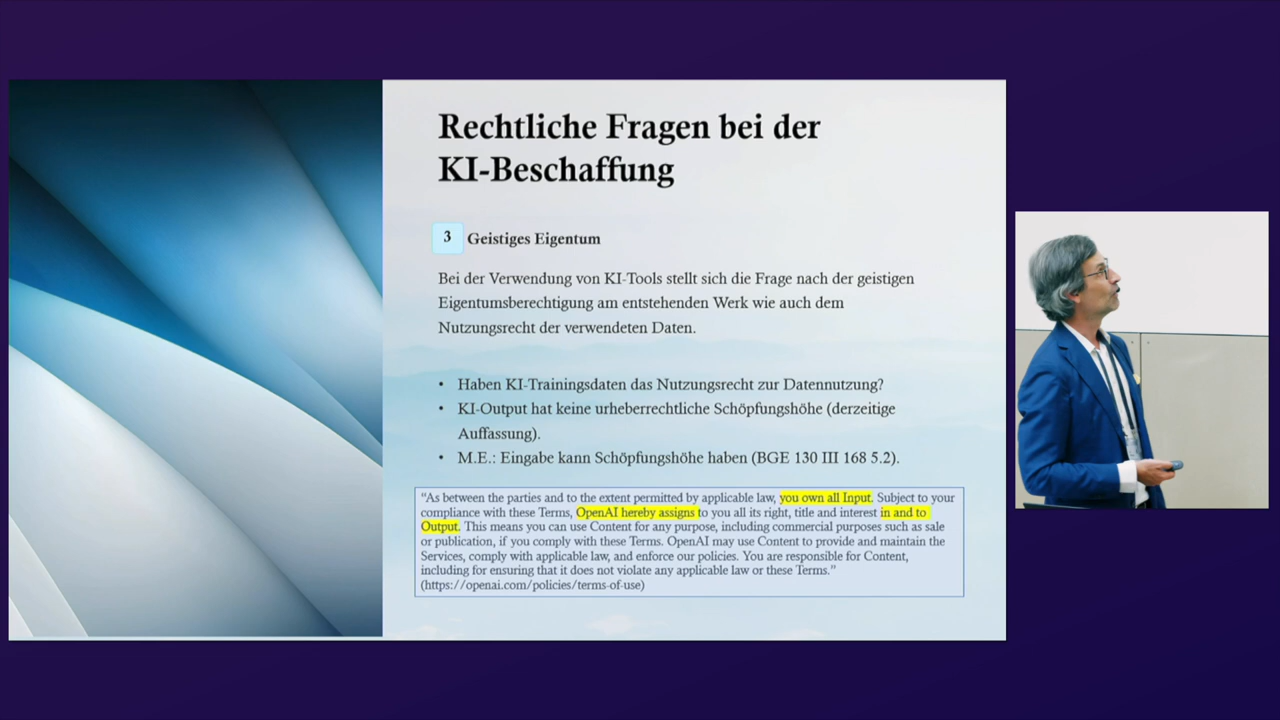 Rechtliche Fragen bei der
KI-Beschaffung
3 Geistiges Eigentum
Bei der Verwendung von KI-Tools stellt sich die Frage nach der geistigen
Eigentumsberechtigung am entstehenden Werk wie auch dem
Nutzungsrecht der verwendeten Daten.
• Haben KI-Trainingsdaten das Nutzungsrecht zur Datennutzung?
• KI-Output hat keine urheberrechtliche Schöpfungshöhe (derzeitige
Auffassung).
• M.E.: Eingabe kann Schöpfungshöhe haben (BGE 130 III 168 5.2).
“As between the parties and to the extent permitted by applicable law, you own all Input. Subject to your
compliance with these Terms, OpenAI hereby assigns to you all its right, title and interest in and to
Output. This means you can use Content for any purpose, including commercial purposes such as sale
or publication, if you comply with these Terms. OpenAI may use Content to provide and maintain the
Services, comply with applicable law, and enforce our policies. You are responsible for Content,
including for ensuring that it does not violate any applicable law or these Terms.”
(https://openai.com/policies/terms-of-use)